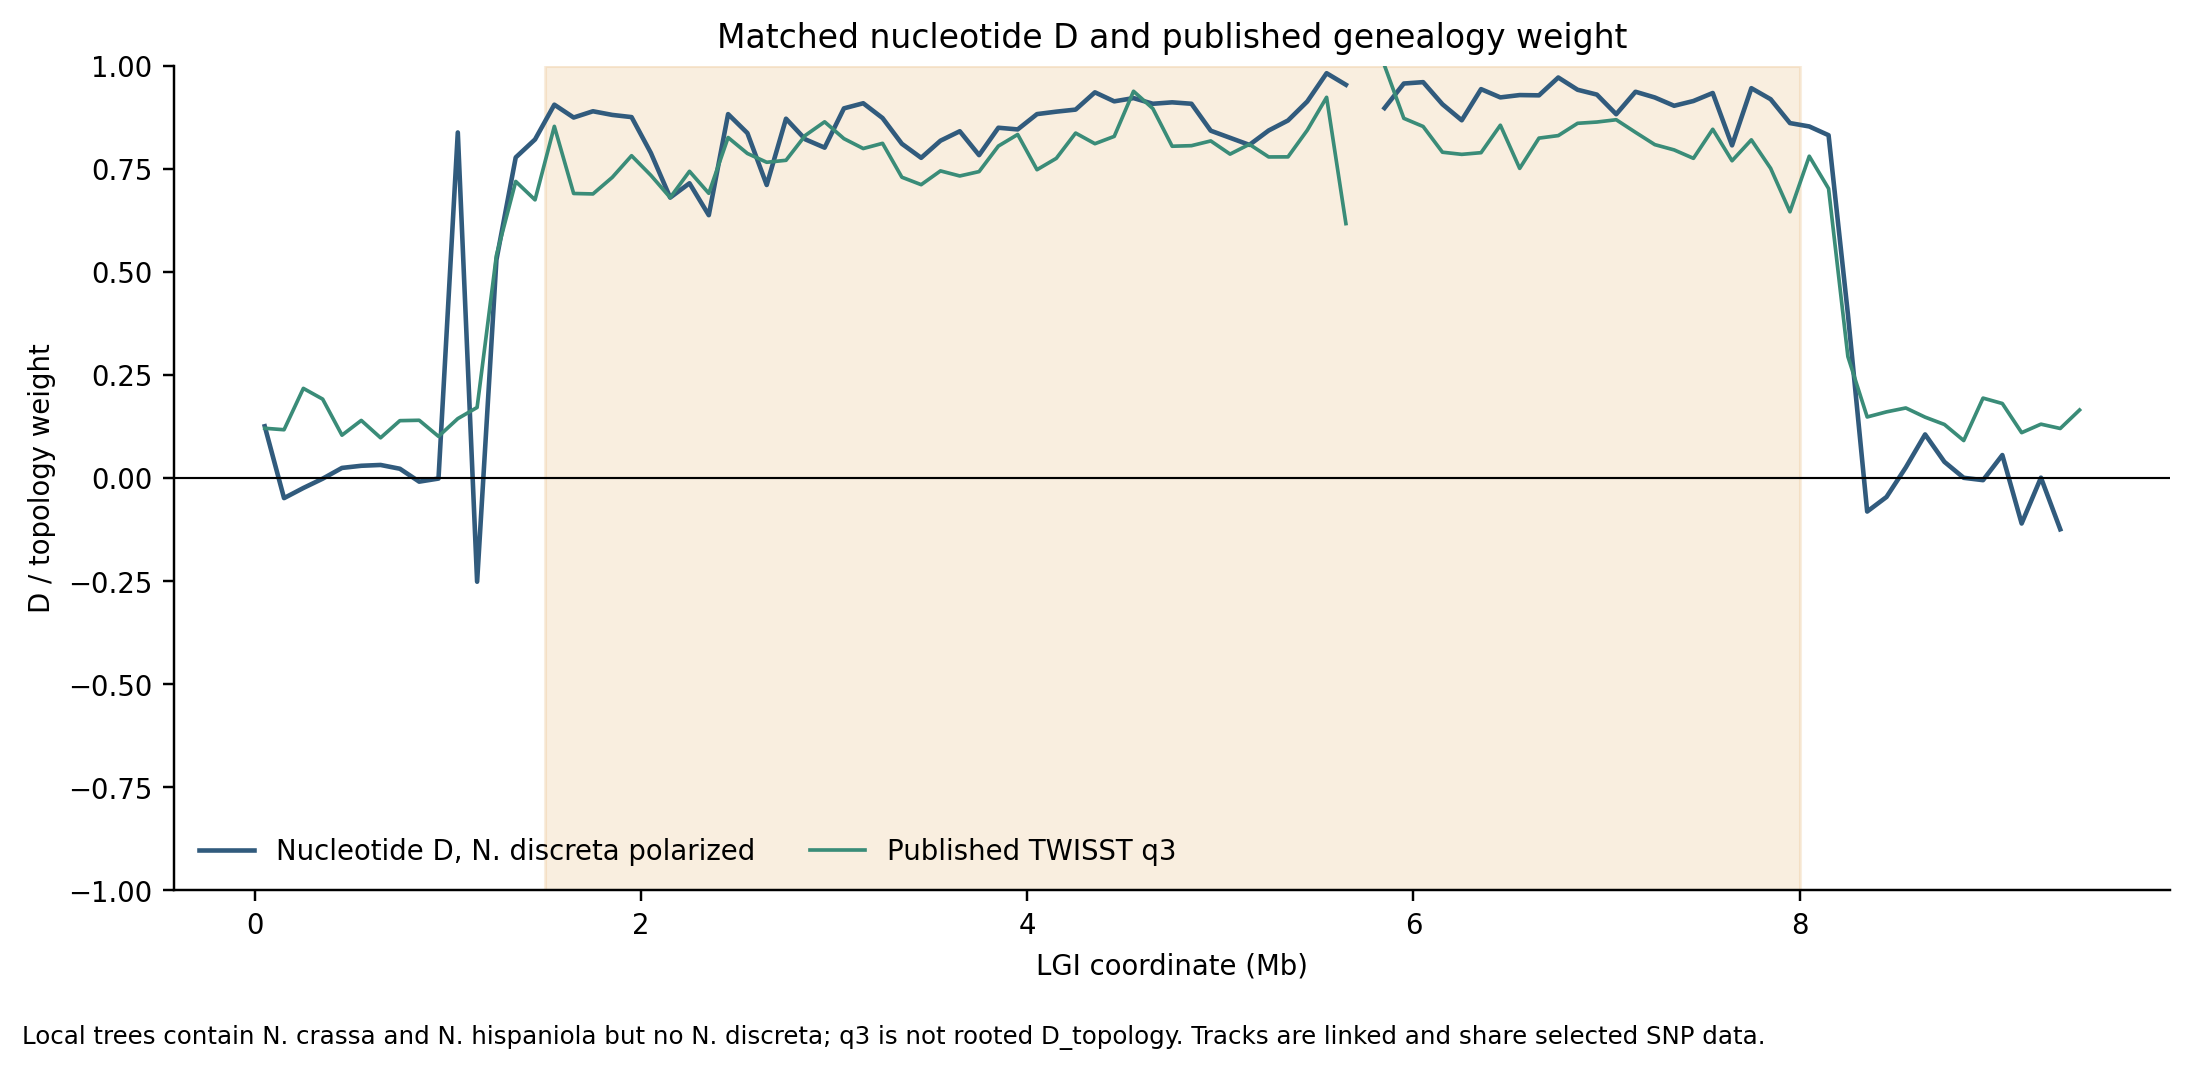 Matched nucleotide D and published genealogy weight
1.00
0.75
0.50
0.25
0.00
−0.25
−0.50
−0.75
−1.00
D / topology weight
Nucleotide D, N. discreta polarized
Published TWISST q3
0 2 4 6 8
LGI coordinate (Mb)
Local trees contain N. crassa and N. hispaniola but no N. discreta; q3 is not rooted D_topology. Tracks are linked and share selected SNP data.